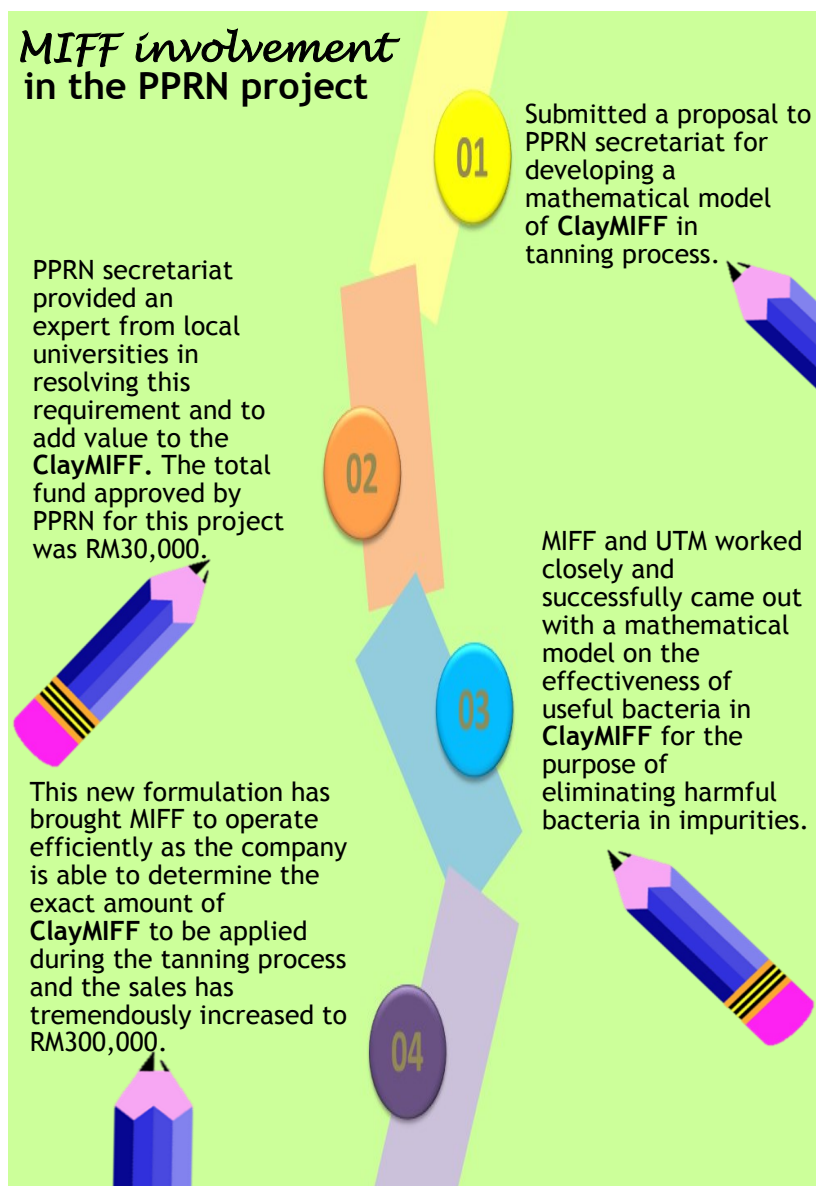 MIFF involvement
in the PPRN project
01
Submitted a proposal to
PPRN secretariat for
developing a
mathematical model
of ClayMIFF in
tanning process.
PPRN secretariat
provided an
expert from local
universities in
resolving this
requirement and to
add value to the
ClayMIFF. The total
fund approved by
PPRN for this project
was RM30,000.
02
MIFF and UTM worked
closely and
successfully came out
with a mathematical
model on the
effectiveness of
useful bacteria in
ClayMIFF for the
purpose of
eliminating harmful
bacteria in impurities.
03
This new formulation has
brought MIFF to operate
efficiently as the company
is able to determine the
exact amount of
ClayMIFF to be applied
during the tanning process
and the sales has
tremendously increased to
RM300,000.
04